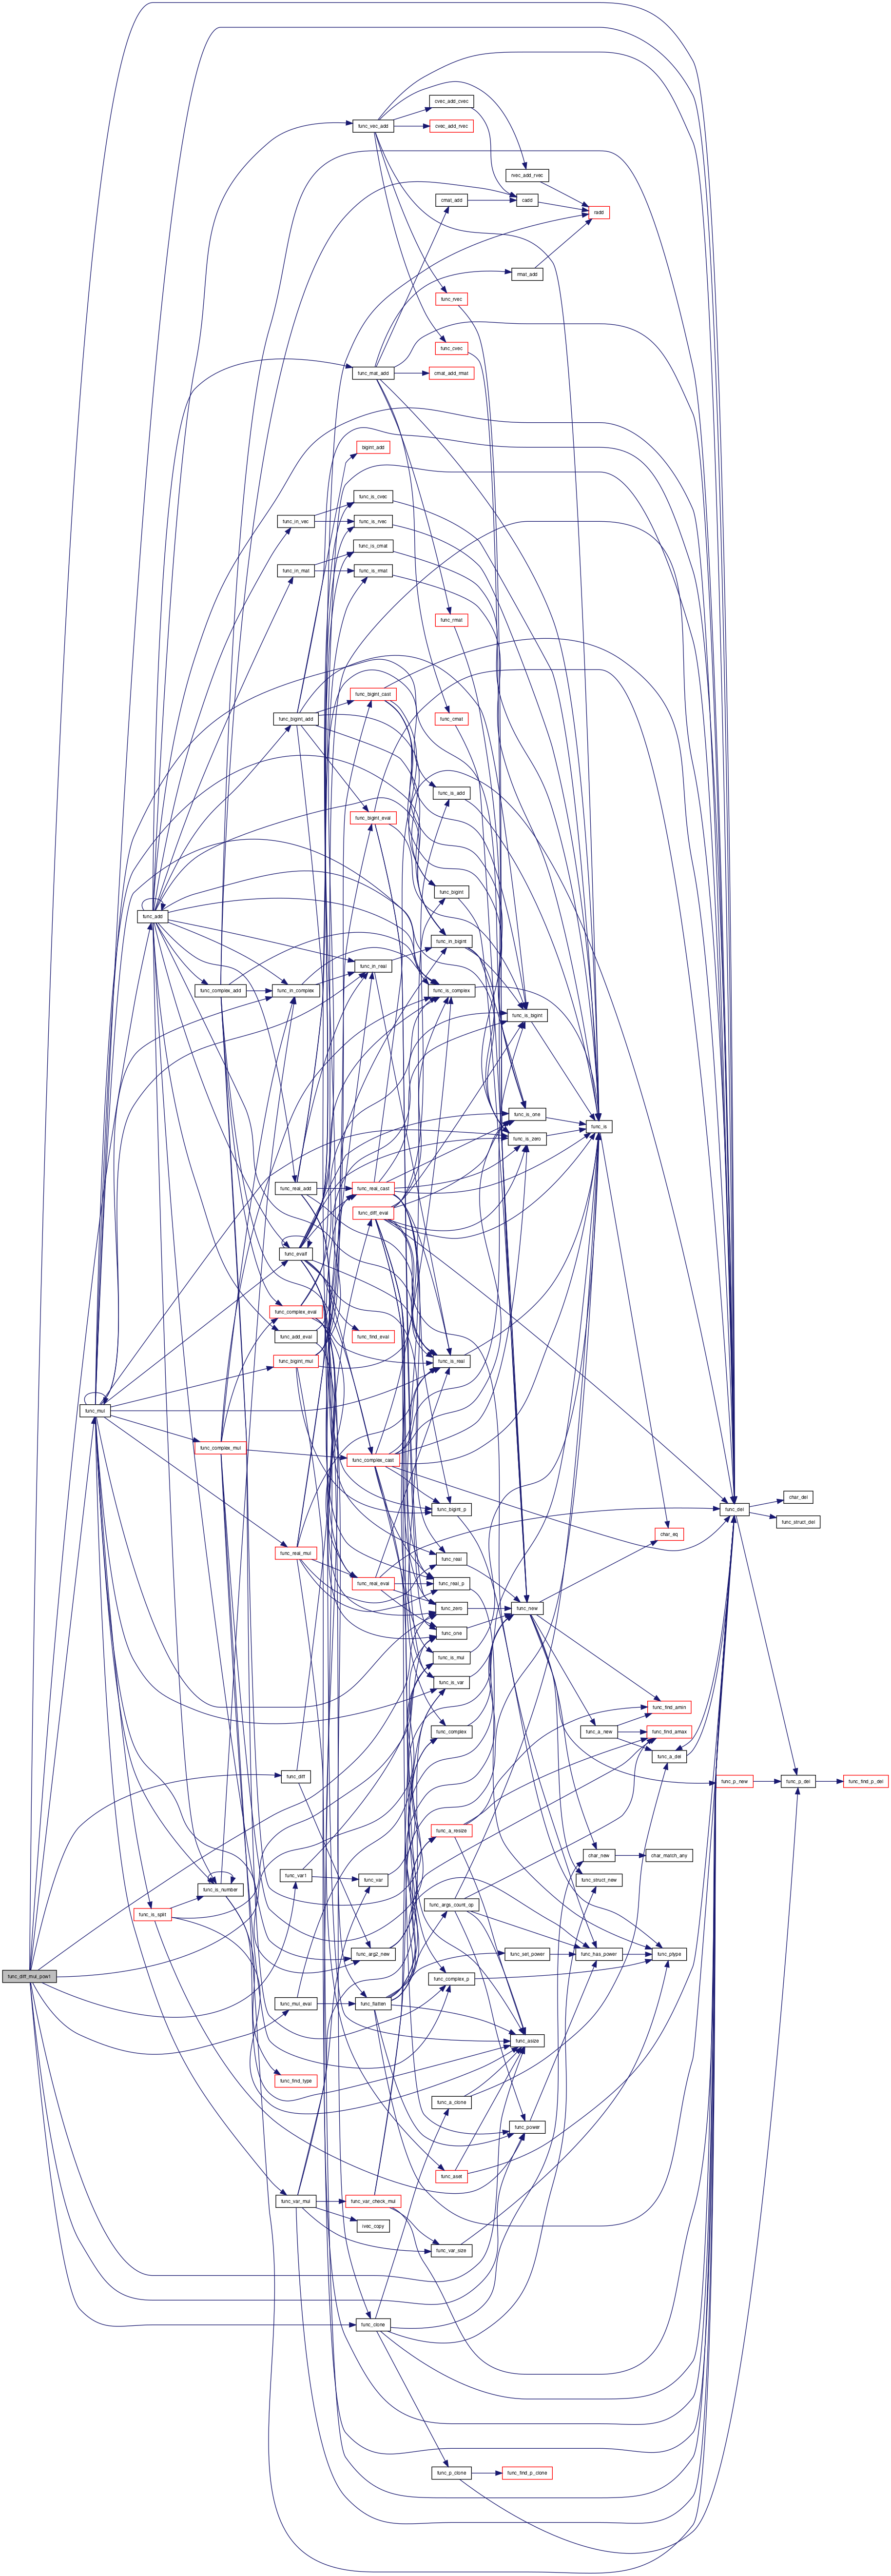 cvec_add_cvec
func_vec_add
cvec_add_rvec
rvec_add_rvec
cmat_add
cadd
radd
rmat_add
func_rvec
func_cvec
func_mat_add
cmat_add_rmat
bigint_add
func_is_cvec
func_in_vec
func_is_rvec
func_is_cmat
func_in_mat
func_is_rmat
func_rmat
func_bigint_cast
func_bigint_add
func_cmat
func_is_add
func_bigint_eval
func_bigint
func_add
func_in_bigint
func_in_real
func_complex_add
func_in_complex
func_is_complex
func_is_bigint
func_is_one
func_is
func_is_zero
func_real_add
func_real_cast
func_diff_eval
func_evalf
func_complex_eval
func_add_eval
func_find_eval
func_bigint_mul
func_is_real
func_mul
func_complex_mul
func_complex_cast
char_del
func_bigint_p
func_del
func_struct_del
char_eq
func_real_mul
func_real
func_real_eval
func_real_p
func_zero
func_new
func_one
func_is_mul
func_is_var
func_find_amin
func_complex
func_a_new
func_find_amax
func_a_del
func_diff
func_p_new
func_p_del
func_find_p_del
func_a_resize
func_var1
func_var
func_is_number
func_args_count_op
char_new
char_match_any
func_struct_new
func_is_split
func_arg2_new
func_set_power
func_has_power
func_ptype
func_diff_mul_pow1
func_complex_p
func_mul_eval
func_flatten
func_asize
func_find_type
func_a_clone
func_power
func_aset
func_var_mul
func_var_check_mul
ivec_copy
func_var_size
func_clone
func_p_clone
func_find_p_clone